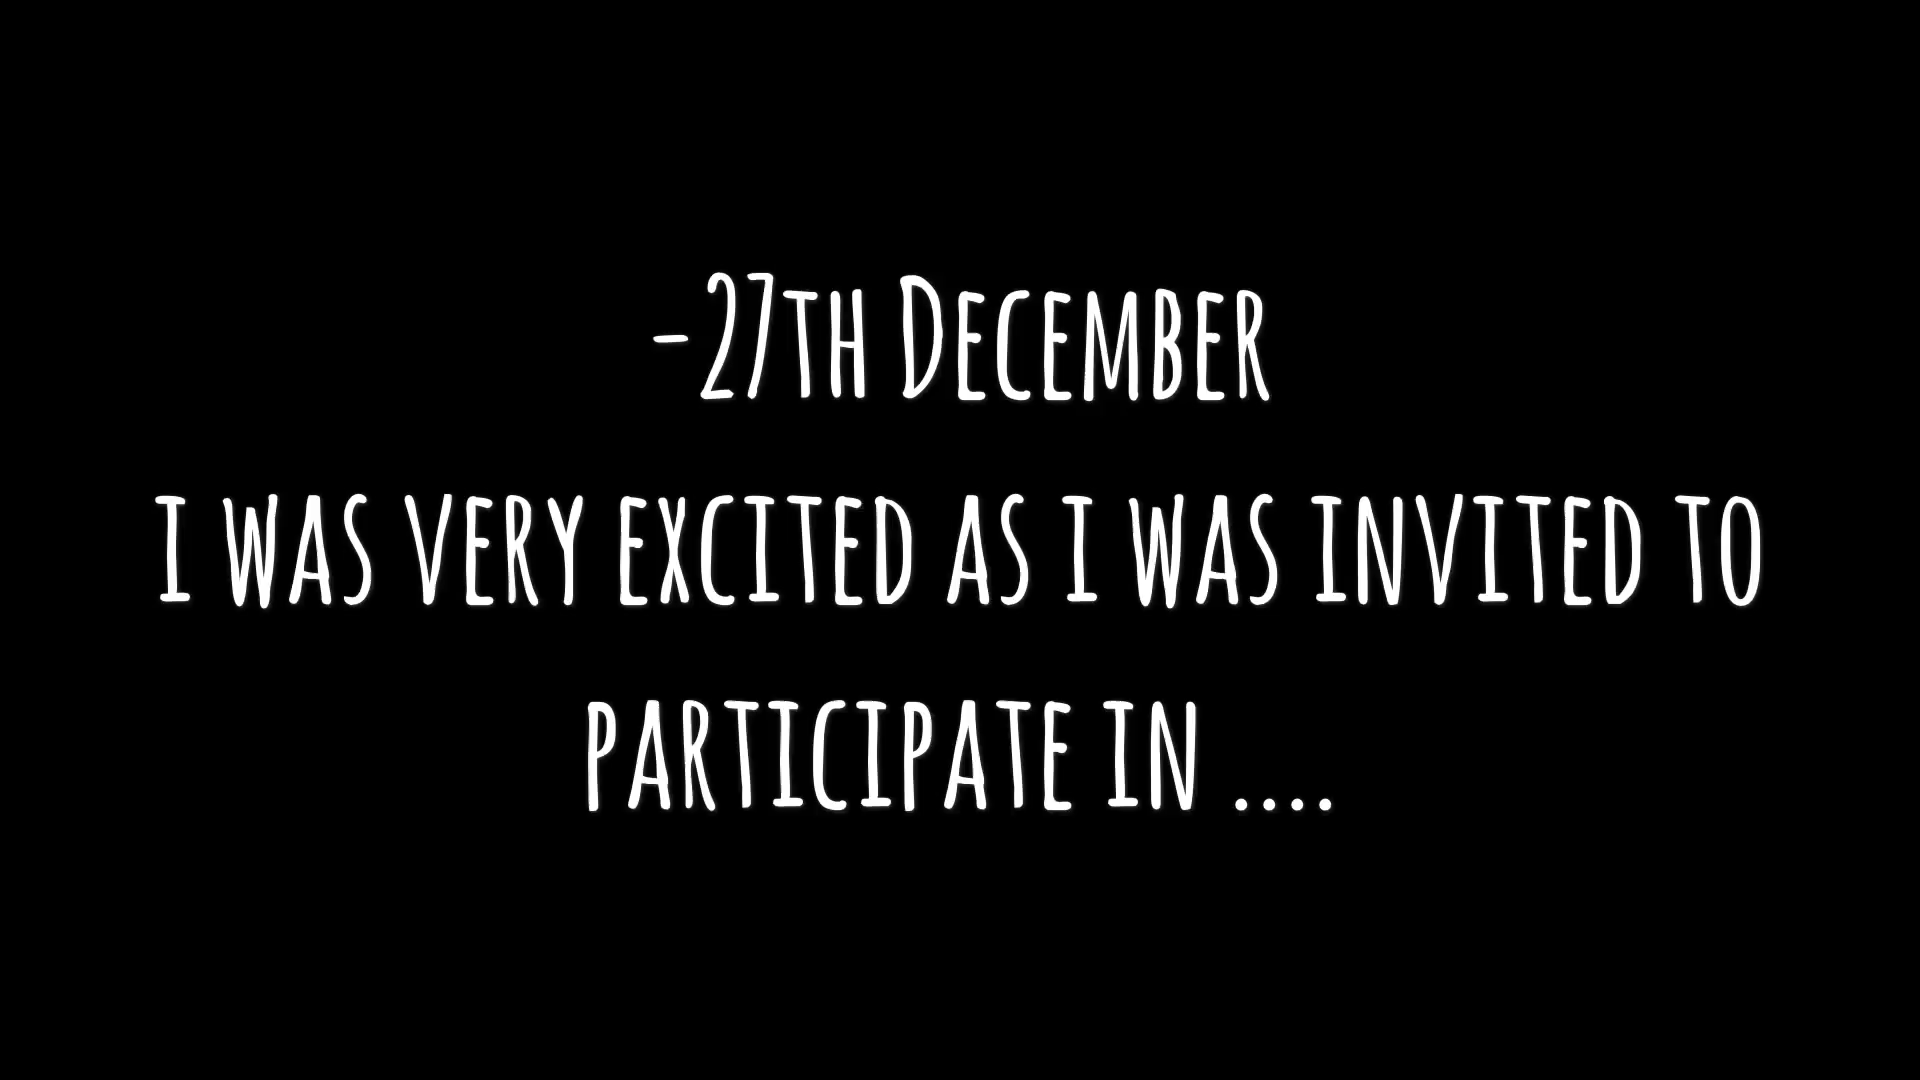 -27th December
i was very excited as i was invited to
participate in ....